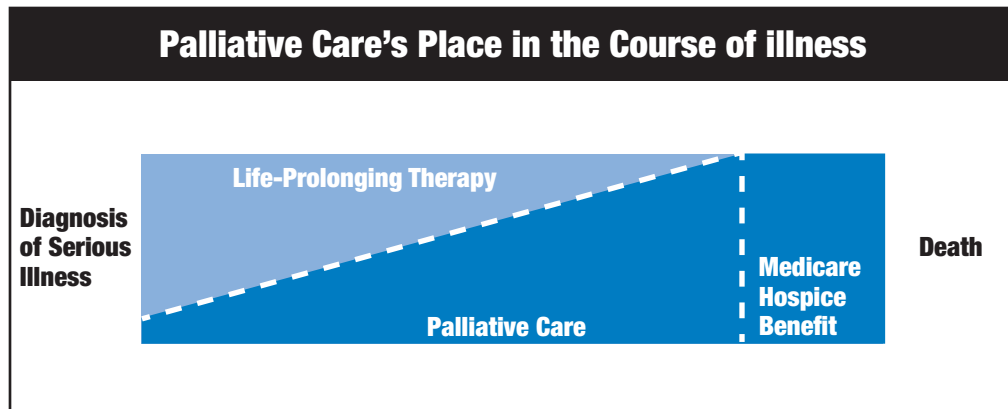 Palliative Care’s Place in the Course of illness
Life-Prolonging Therapy
Diagnosis
of Serious
Illness
Palliative Care
Medicare
Hospice
Benefit
Death